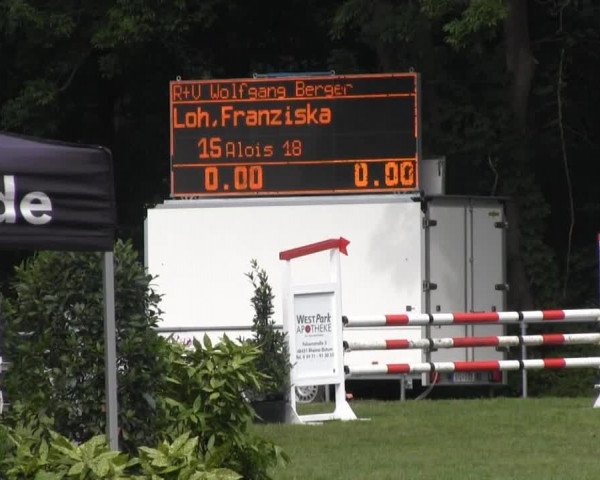 R+V Wolfgang Berger
Loh,Franziska
15 Alois 18
0.00 0.00
de
WestPark
APOTHEKE